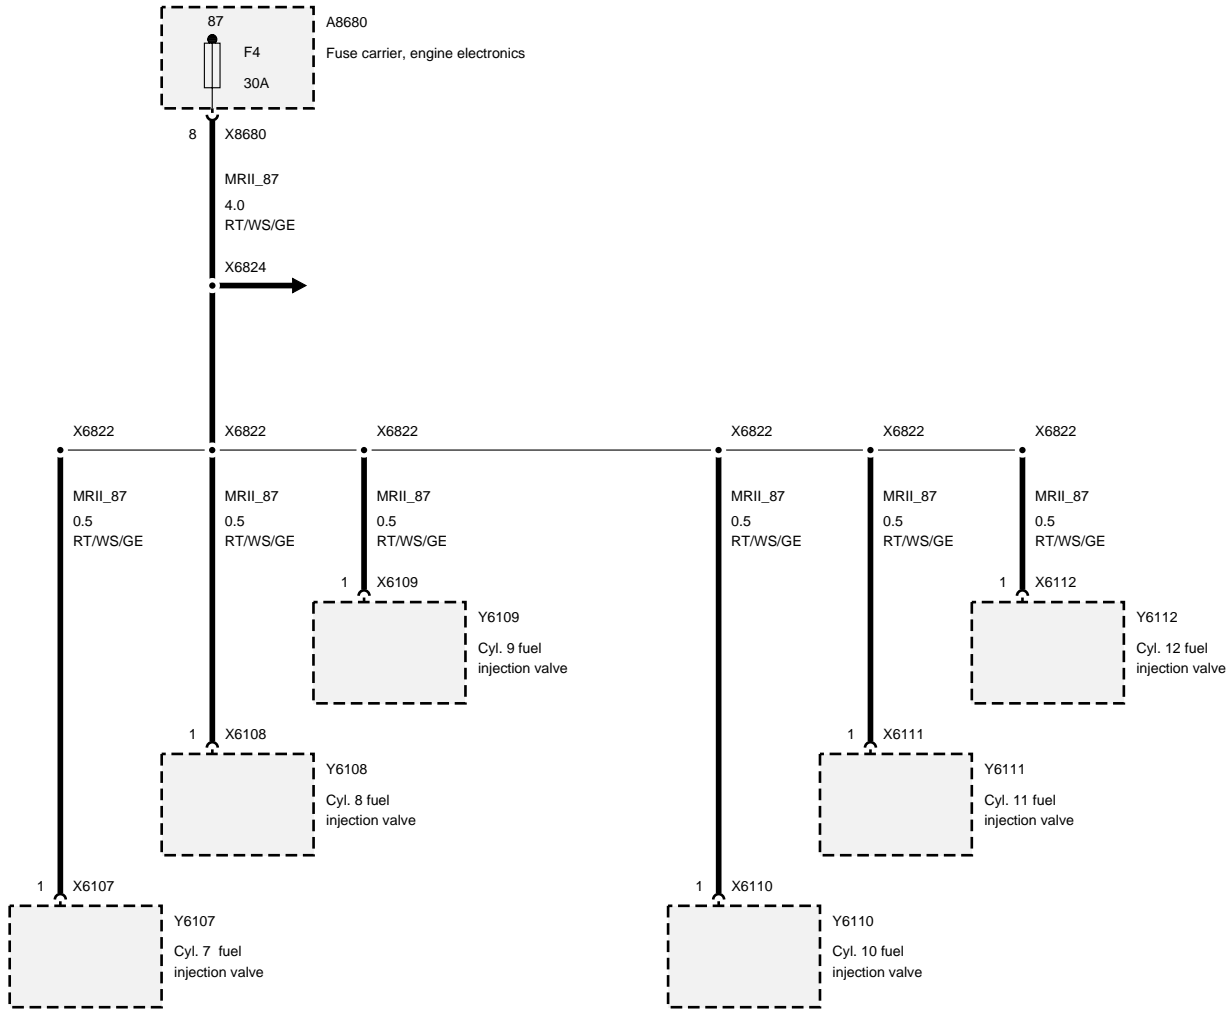 87
A8680
F4
Fuse carrier, engine electronics
30A
8
X8680
MRII_87
4.0
RT/WS/GE
X6824
X6822
X6822
X6822
X6822
X6822
X6822
MRII_87
0.5
RT/WS/GE
MRII_87
0.5
RT/WS/GE
MRII_87
0.5
RT/WS/GE
MRII_87
0.5
RT/WS/GE
MRII_87
0.5
RT/WS/GE
MRII_87
0.5
RT/WS/GE
1
X6109
Y6109
Cyl. 9 fuel
injection valve
1
X6112
Y6112
Cyl. 12 fuel
injection valve
1
X6108
Y6108
Cyl. 8 fuel
injection valve
1
X6111
Y6111
Cyl. 11 fuel
injection valve
1
X6107
Y6107
Cyl. 7 fuel
injection valve
1
X6110
Y6110
Cyl. 10 fuel
injection valve